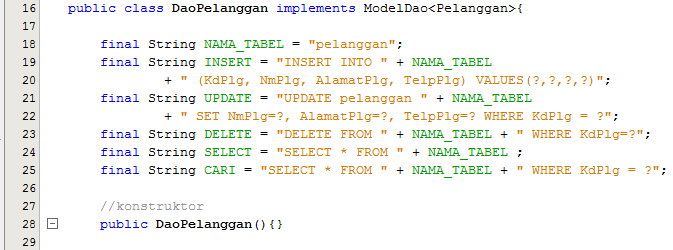 16 public class DaoPelanggan implements ModelDao<Pelanggan>{
17
18 final String NAMA_TABEL = "pelanggan";
19 final String INSERT = "INSERT INTO " + NAMA_TABEL
20 + " (KdPlg, NmPlg, AlamatPlg, TelpPlg) VALUES(?,?,?,?)";
21 final String UPDATE = "UPDATE pelanggan " + NAMA_TABEL
22 + " SET NmPlg=?, AlamatPlg=?, TelpPlg=? WHERE KdPlg = ?";
23 final String DELETE = "DELETE FROM " + NAMA_TABEL + " WHERE KdPlg=?";
24 final String SELECT = "SELECT * FROM " + NAMA_TABEL ;
25 final String CARI = "SELECT * FROM " + NAMA_TABEL + " WHERE KdPlg = ?";
26
27 //konstruktor
28 public DaoPelanggan(){}
29